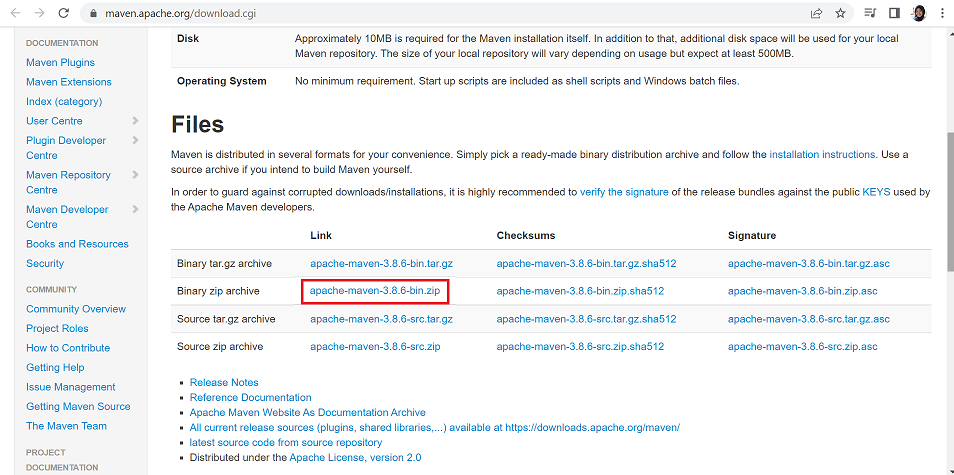 maven.apache.org/download.cgi
DOCUMENTATION
Maven Plugins
Maven Extensions
Index (category)
User Centre
Plugin Developer
Centre
Maven Repository
Centre
Maven Developer
Centre
Books and Resources
Security
COMMUNITY
Community Overview
Project Roles
How to Contribute
Getting Help
Issue Management
Getting Maven Source
The Maven Team
PROJECT
DOCUMENTATION
Disk Approximately 10MB is required for the Maven installation itself. In addition to that, additional disk space will be used for your local
Maven repository. The size of your local repository will vary depending on usage but expect at least 500MB.
Operating System No minimum requirement. Start up scripts are included as shell scripts and Windows batch files.
Files
Maven is distributed in several formats for your convenience. Simply pick a ready-made binary distribution archive and follow the installation instructions. Use a
source archive if you intend to build Maven yourself.
In order to guard against corrupted downloads/installations, it is highly recommended to verify the signature of the release bundles against the public KEYS used by
the Apache Maven developers.
Link Checksums Signature
Binary tar.gz archive apache-maven-3.8.6-bin.tar.gz apache-maven-3.8.6-bin.tar.gz.sha512 apache-maven-3.8.6-bin.tar.gz.asc
Binary zip archive apache-maven-3.8.6-bin.zip apache-maven-3.8.6-bin.zip.sha512 apache-maven-3.8.6-bin.zip.asc
Source tar.gz archive apache-maven-3.8.6-src.tar.gz apache-maven-3.8.6-src.tar.gz.sha512 apache-maven-3.8.6-src.tar.gz.asc
Source zip archive apache-maven-3.8.6-src.zip apache-maven-3.8.6-src.zip.sha512 apache-maven-3.8.6-src.zip.asc
Release Notes
Reference Documentation
Apache Maven Website As Documentation Archive
All current release sources (plugins, shared libraries,...) available at https://downloads.apache.org/maven/
latest source code from source repository
Distributed under the Apache License, version 2.0